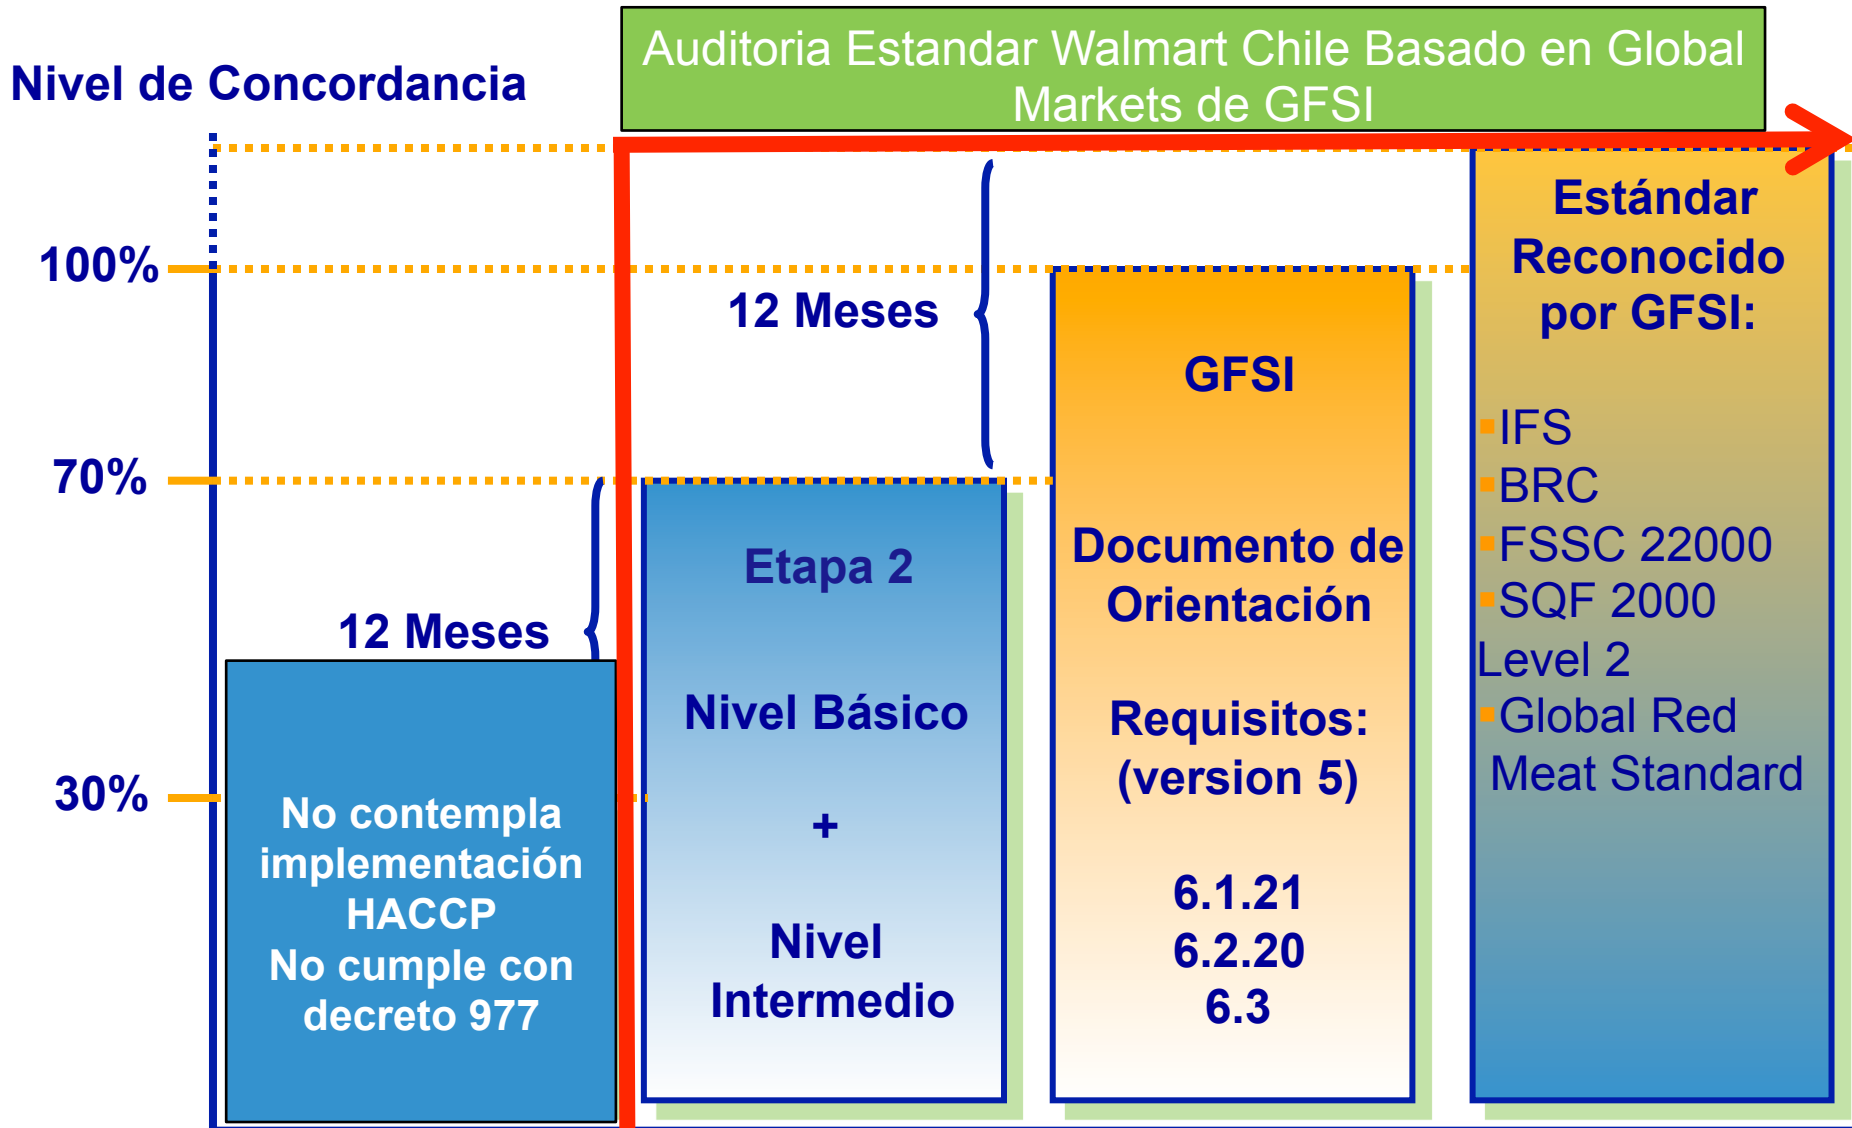 Auditoria Estandar Walmart Chile Basado en Global
Markets de GFSI
Nivel de Concordancia
100%
70%
30%
12 Meses
12 Meses
No contempla
implementación
HACCP
No cumple con
decreto 977
Etapa 2
Nivel Básico
+
Nivel
Intermedio
GFSI
Documento de
Orientación
Requisitos:
(version 5)
6.1.21
6.2.20
6.3
Estándar
Reconocido
por GFSI:
▪IFS
▪BRC
▪FSSC 22000
▪SQF 2000
Level 2
▪Global Red
Meat Standard